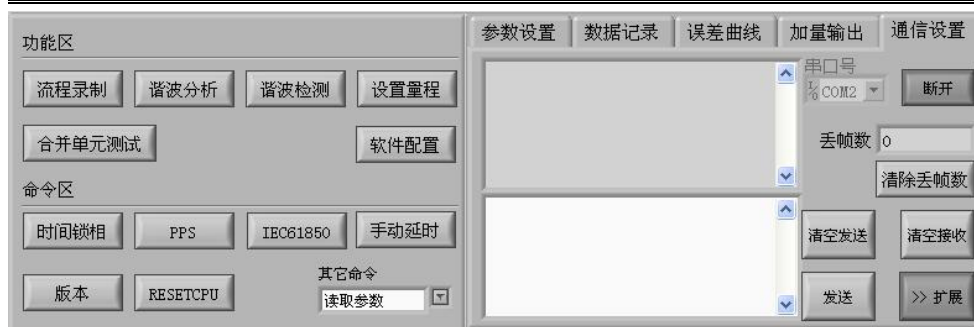 功能区
流程录制 谐波分析 谐波检测 设置量程
合并单元测试 软件配置
命令区
时间锁相 PPS IEC61850 手动延时
版本 RESETCPU 其它命令
读取参数
参数设置 数据记录 误差曲线 加量输出 通信设置
串口号
COM2 断开
丢帧数 0
清除丢帧数
清空发送 清空接收
发送 >> 扩展